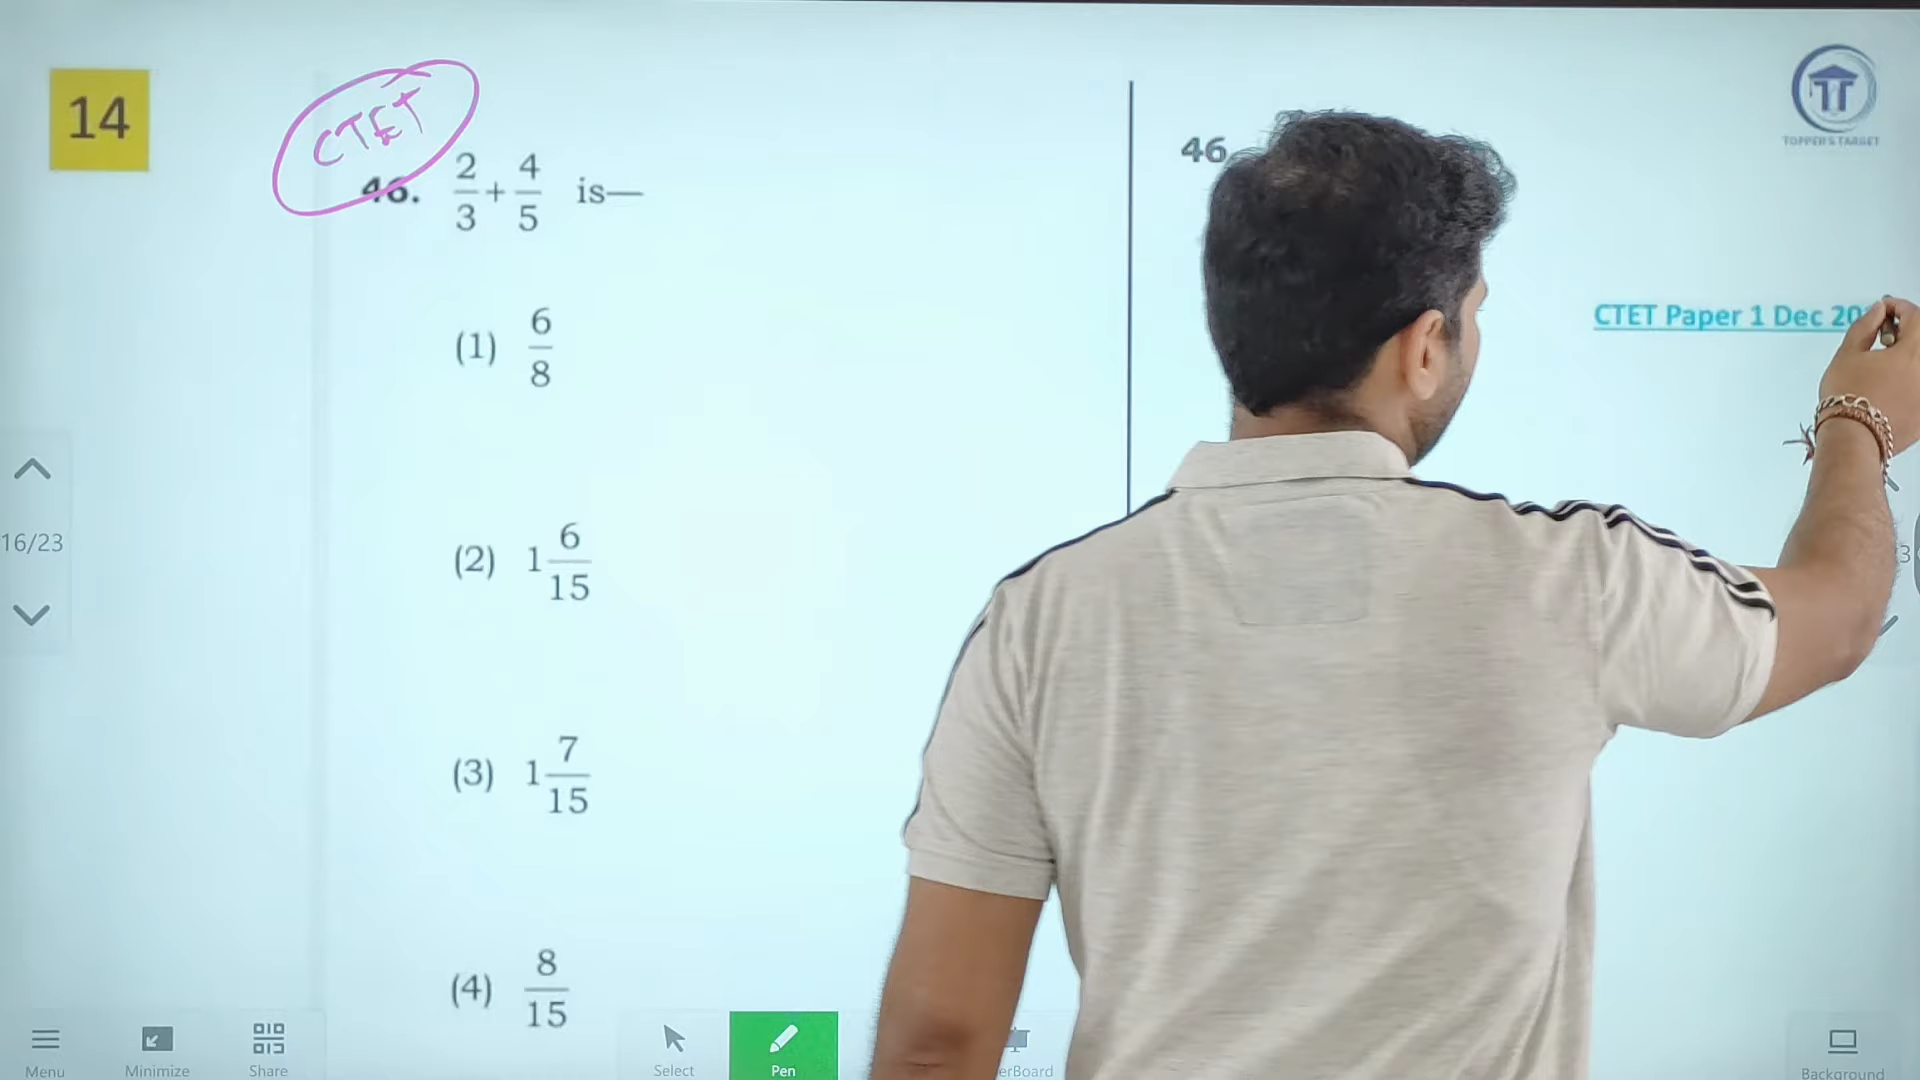 14
CTET
46. 2/3 + 4/5 is—
(1) 6/8
(2) 1 6/15
(3) 1 7/15
(4) 8/15
46
TOPPER'S TARGET
CTET Paper 1 Dec
16/23
Menu
Minimize
Share
Select
Pen
Background